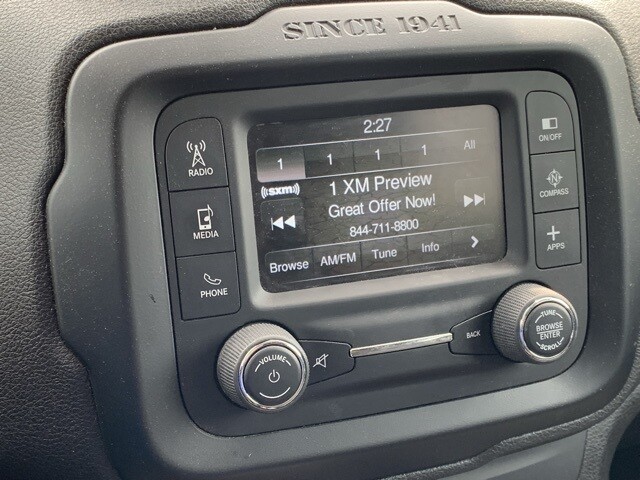 SINCE 1941
2:27
1 1 1 1 All
((sxm))
1 XM Preview
Great Offer Now!
844-711-8800
Browse AM/FM Tune Info
RADIO
MEDIA
PHONE
ON/OFF
N
COMPASS
+
APPS
VOLUME
BACK
TUNE
BROWSE
ENTER
SCROLL